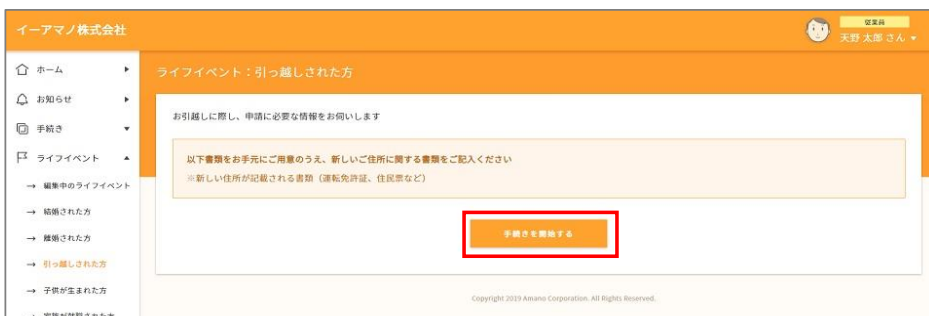 イーアマノ株式会社
従業員
天野 太郎 さん ▾
ホーム
お知らせ
手続き
ライフイベント
→ 編集中のライフイベント
→ 結婚された方
→ 離婚された方
→ 引っ越しされた方
→ 子供が生まれた方
ライフイベント：引っ越しされた方
お引越しに際し、申請に必要な情報をお伺いします
以下書類をお手元にご用意のうえ、新しいご住所に関する書類をご記入ください
※新しい住所が記載される書類（運転免許証、住民票など）
手続きを開始する
Copyright 2019 Amano Corporation. All Rights Reserved.